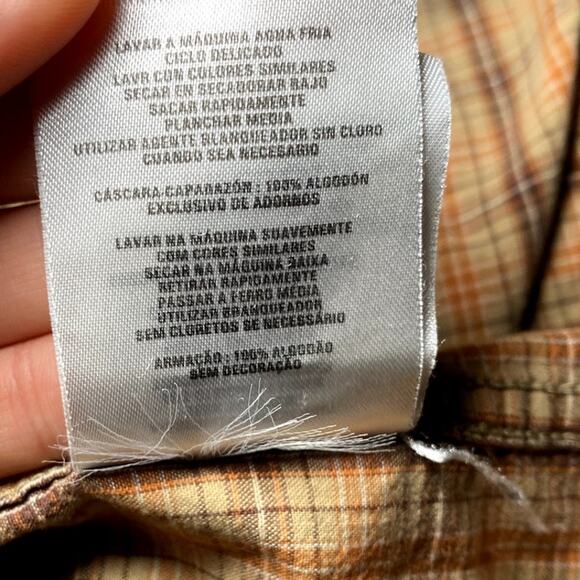 LAVAR A MÁQUINA AGUA FRIA
CICLO DELICADO
LAVR CON COLORES SIMILARES
SECAR EN SECADORAR BAJO
SACAR RAPIDAMENTE
PLANCHAR MEDIA
UTILIZAR AGENTE BLANQUEADOR SIN CLORO
CUANDO SEA NECESARIO
CÁSCARA-CAPARAZÓN : 100% ALGODÓN
EXCLUSIVO DE ADORNOS
LAVAR NA MÁQUINA SUAVEMENTE
COM CORES SIMILARES
SECAR NA MÁQUINA BAIXA
RETIRAR RAPIDAMENTE
PASSAR A FERRO MEDIA
UTILIZAR BRANQUEADOR
SEM CLORETOS SE NECESSÁRIO
ARMAÇÃO : 100% ALGODÃO
SEM DECORAÇÃO